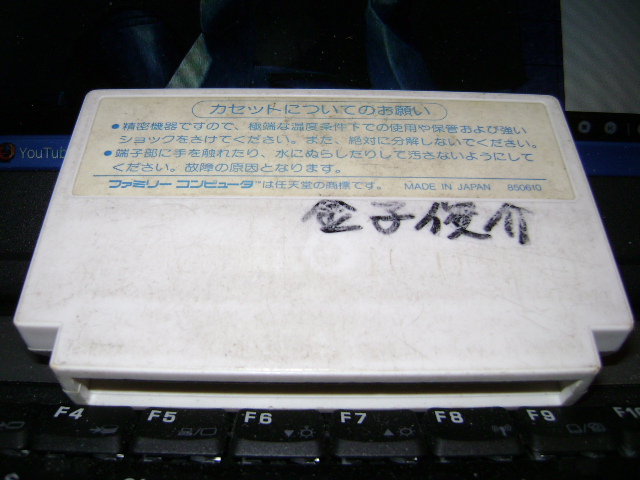 YouTub
カセットについてのお願い
●精密機器ですので、極端な温度条件下での使用や保管および強い
ショックをさけてください。また、絶対に分解しないでください。
●端子部に手を触れたり、水にぬらしたりして汚さないようにして
ください。故障の原因となります。
ファミリー コンピュータ™は任天堂の商標です。 MADE IN JAPAN 850610
金子俊介
F4 F5 F6 F7 F8 F9 F10